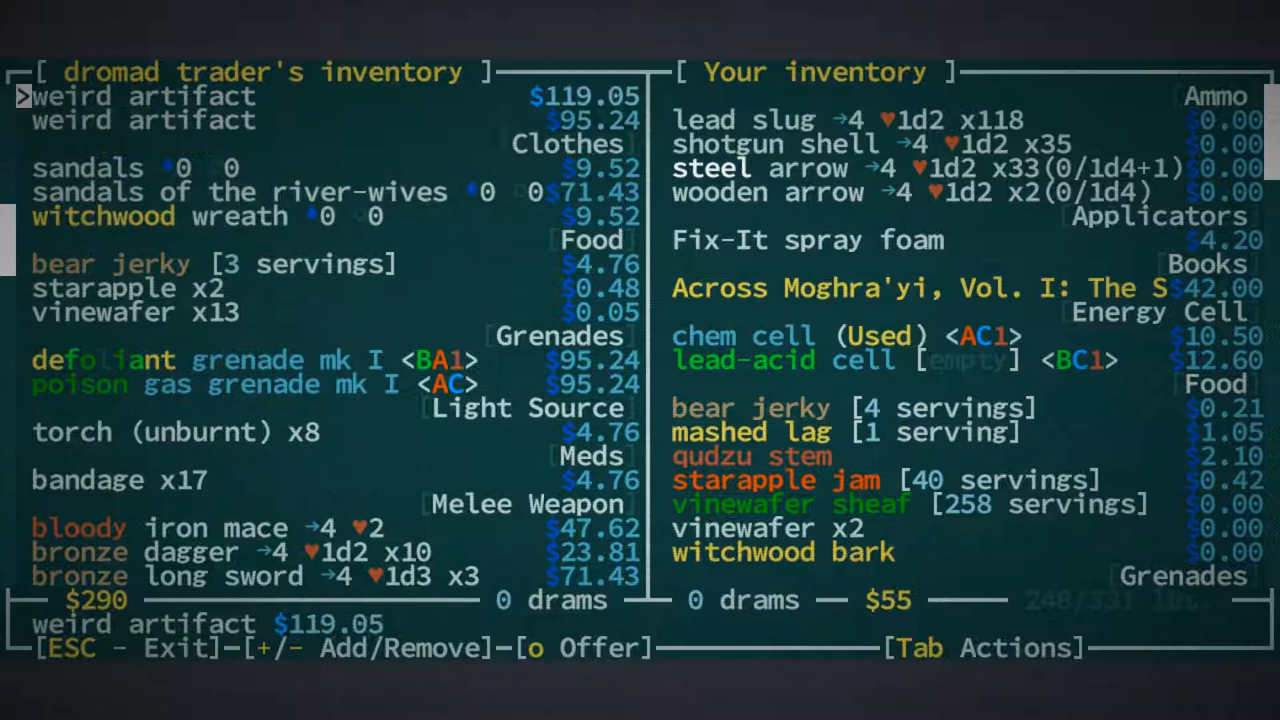 [ dromad trader's inventory ]
>weird artifact $119.05
weird artifact $95.24
Clothes
sandals ♦0 0 $9.52
sandals of the river-wives ♦0 0 $71.43
witchwood wreath ♦0 0 $9.52
Food
bear jerky [3 servings] $4.76
starapple x2 $0.48
vinewafer x13 $0.05
Grenades
defoliant grenade mk I <BA1> $95.24
poison gas grenade mk I <AC> $95.24
Light Source
torch (unburnt) x8 $4.76
Meds
bandage x17 $4.76
Melee Weapon
bloody iron mace →4 ♥2 $47.62
bronze dagger →4 ♥1d2 x10 $23.81
bronze long sword →4 ♥1d3 x3 $71.43
$290 0 drams
[ Your inventory ]
Ammo
lead slug →4 ♥1d2 x118 $0.00
shotgun shell →4 ♥1d2 x35 $0.00
steel arrow →4 ♥1d2 x33(0/1d4+1) $0.00
wooden arrow →4 ♥1d2 x2(0/1d4) $0.00
Applicators
Fix-It spray foam $4.20
Books
Across Moghra'yi, Vol. I: The S $42.00
Energy Cell
chem cell (Used) <AC1> $10.50
lead-acid cell [empty] <BC1> $12.60
Food
bear jerky [4 servings] $0.21
mashed lag [1 serving] $1.05
qudzu stem $2.10
starapple jam [40 servings] $0.42
vinewafer sheaf [258 servings] $0.00
vinewafer x2 $0.00
witchwood bark $0.00
Grenades
0 drams — $55
weird artifact $119.05
[ESC - Exit]-[+/- Add/Remove]-[o Offer] [Tab Actions]